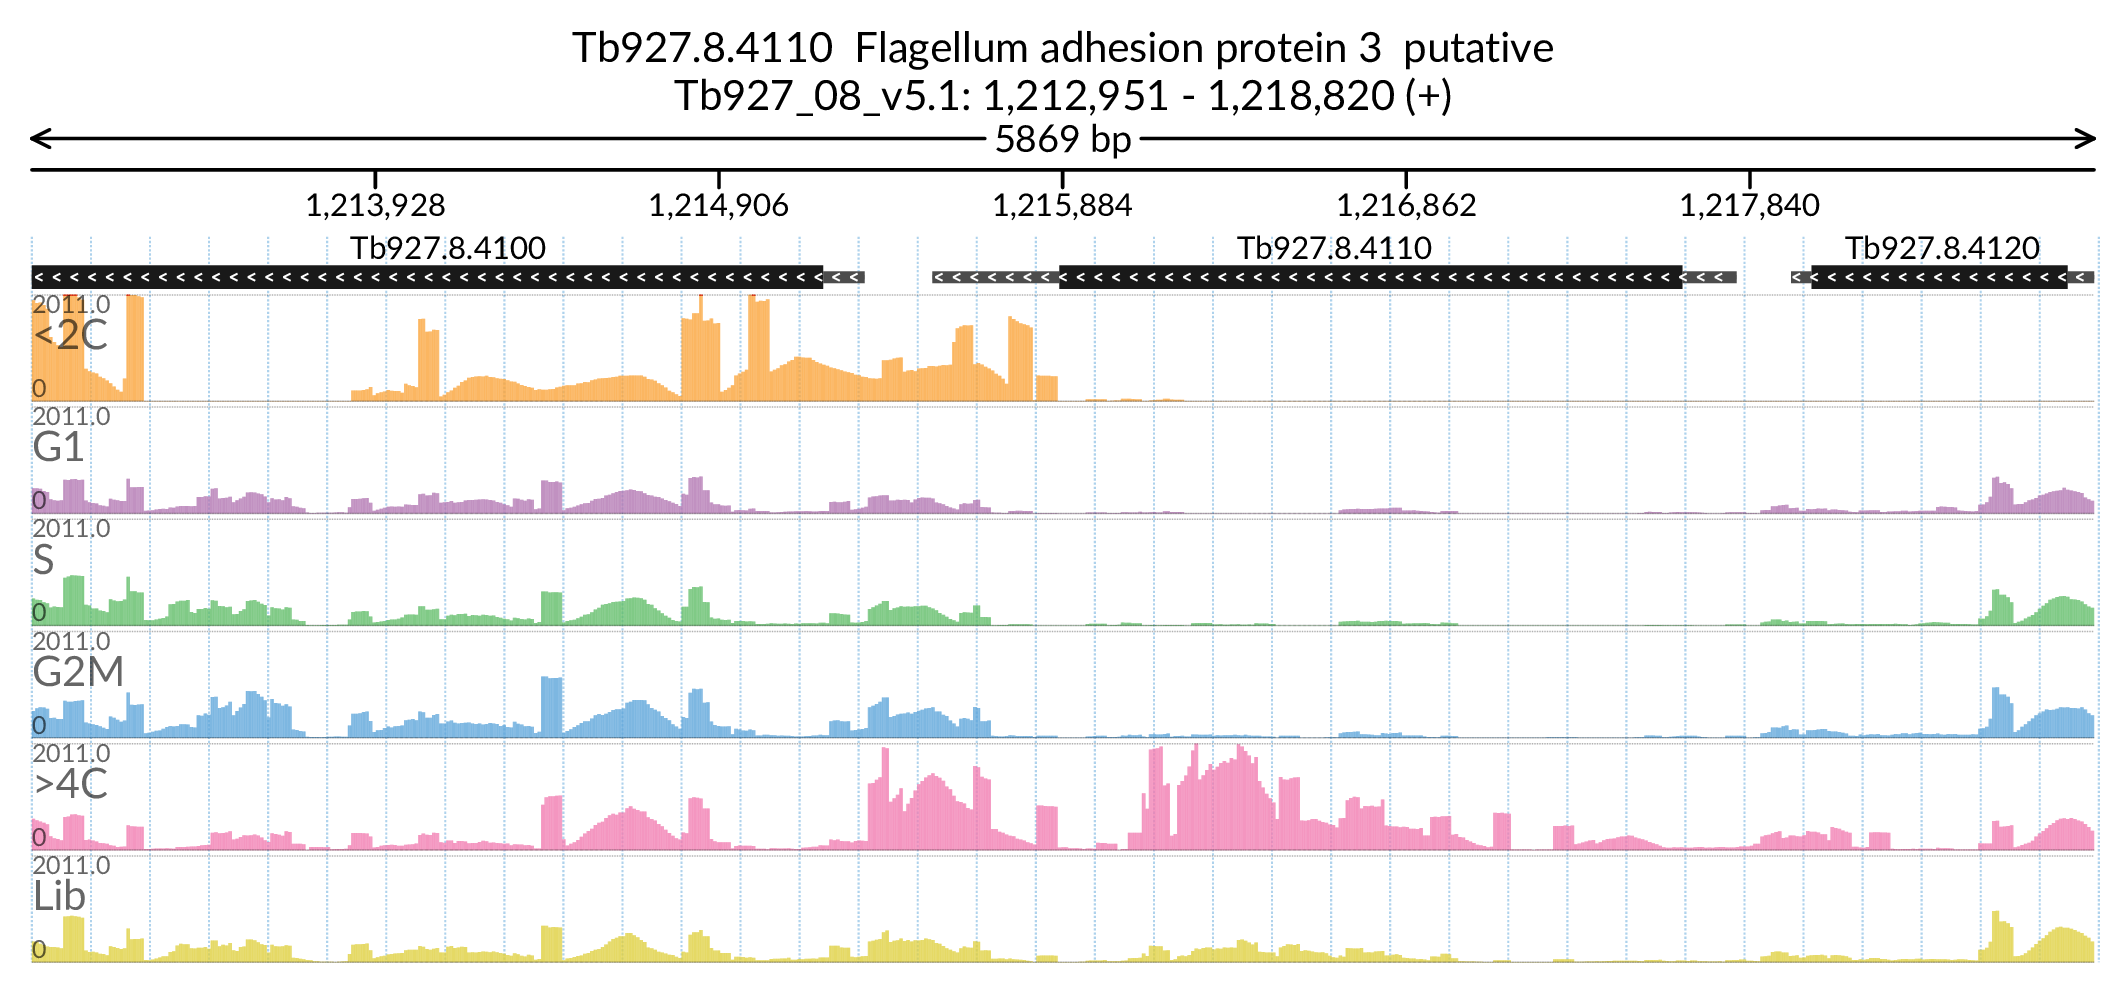 Tb927.8.4110  Flagellum adhesion protein 3  putative
Tb927_08_v5.1: 1,212,951 - 1,218,820 (+)
5869 bp
1,213,928 1,214,906 1,215,884 1,216,862 1,217,840
Tb927.8.4100 Tb927.8.4110 Tb927.8.4120
2011.0
<2C
0
2011.0
G1
0
2011.0
S
0
2011.0
G2M
0
2011.0
>4C
0
2011.0
Lib
0